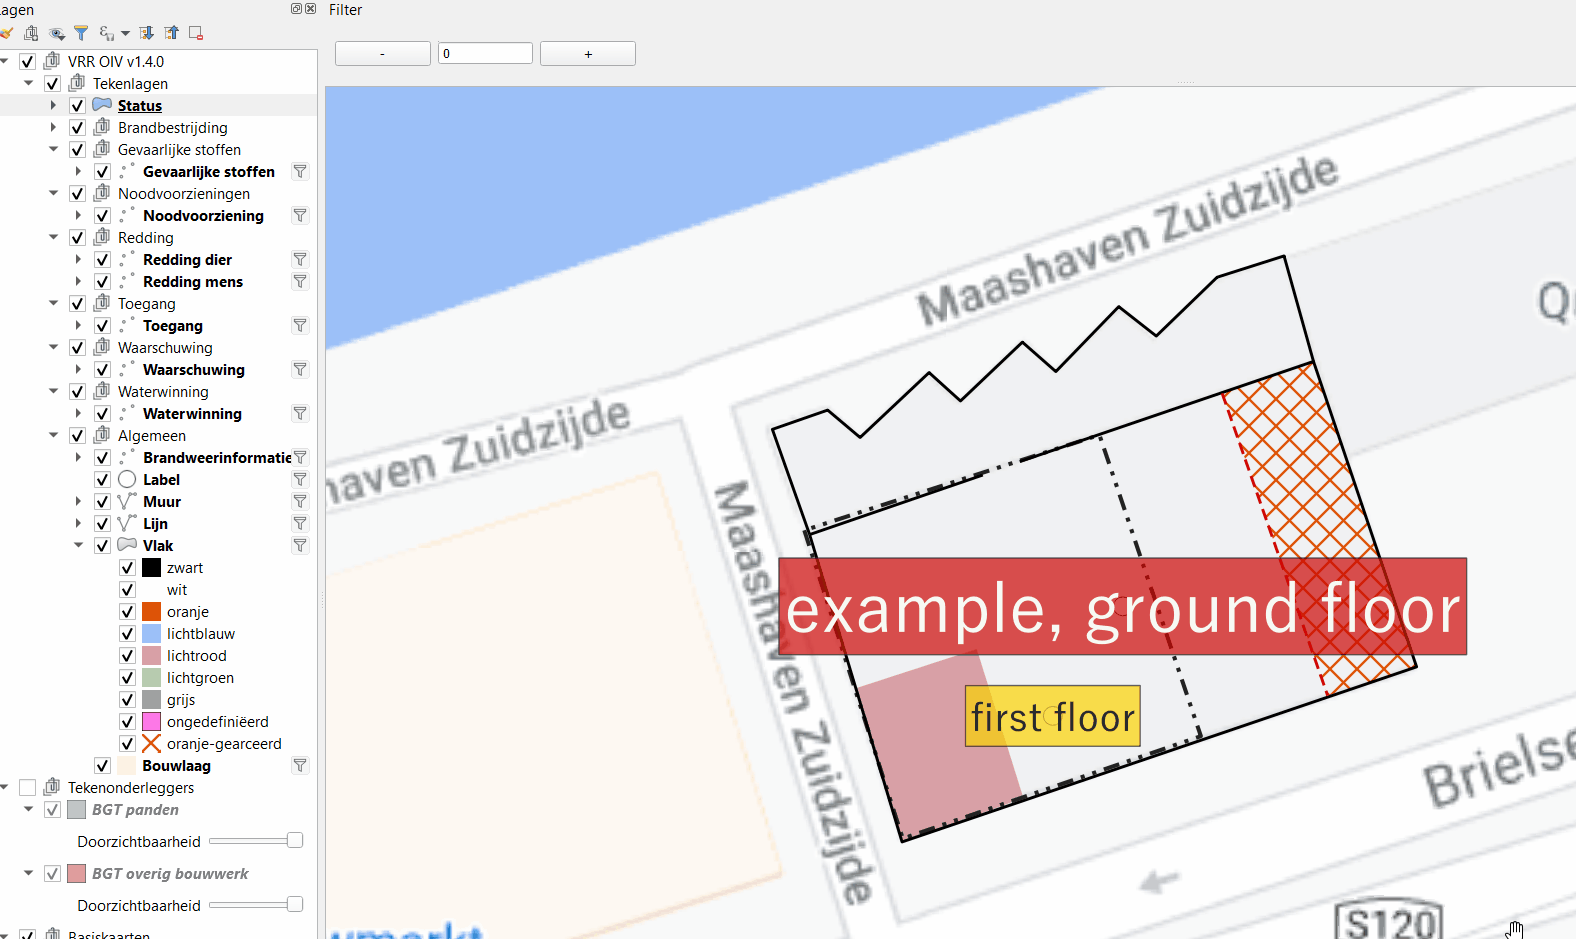 Lagen
Filter
-
0
+
VRR OIV v1.4.0
Tekenlagen
Status
Brandbestrijding
Gevaarlijke stoffen
Gevaarlijke stoffen
Noodvoorzieningen
Noodvoorziening
Redding
Redding dier
Redding mens
Toegang
Toegang
Waarschuwing
Waarschuwing
Waterwinning
Waterwinning
Algemeen
Brandweerinformatie
Label
Muur
Lijn
Vlak
zwart
wit
oranje
lichtblauw
lichtrood
lichtgroen
grijs
ongedefiniëerd
oranje-gearceerd
Bouwlaag
Tekenonderleggers
BGT panden
Doorzichtbaarheid
BGT overig bouwwerk
Doorzichtbaarheid
Basiskaarten
Maashaven Zuidzijde
haven Zuidzijde
Maashaven Zuidzijde
example, ground floor
first floor
Brielse
S120